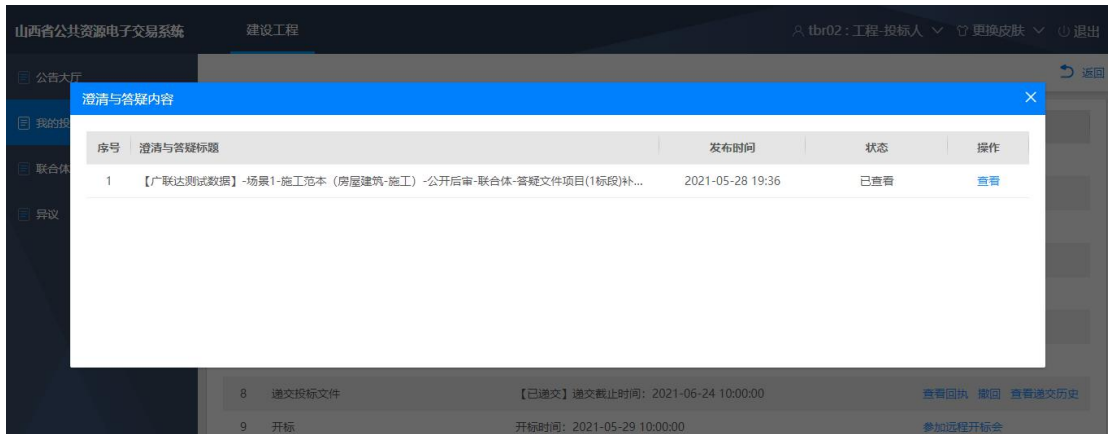 山西省公共资源电子交易系统 建设工程 tbr02 : 工程-投标人 更换皮肤 退出
公告大厅 返回
澄清与答疑内容
我的投
序号 澄清与答疑标题 发布时间 状态 操作
联合体
1 【广联达测试数据】-场景1-施工范本（房屋建筑-施工）-公开后审-联合体-答疑文件项目(1标段)补... 2021-05-28 19:36 已查看 查看
异议
8 递交投标文件 【已递交】递交截止时间：2021-06-24 10:00:00 查看回执 撤回 查看递交历史
9 开标 开标时间：2021-05-29 10:00:00 参加远程开标会